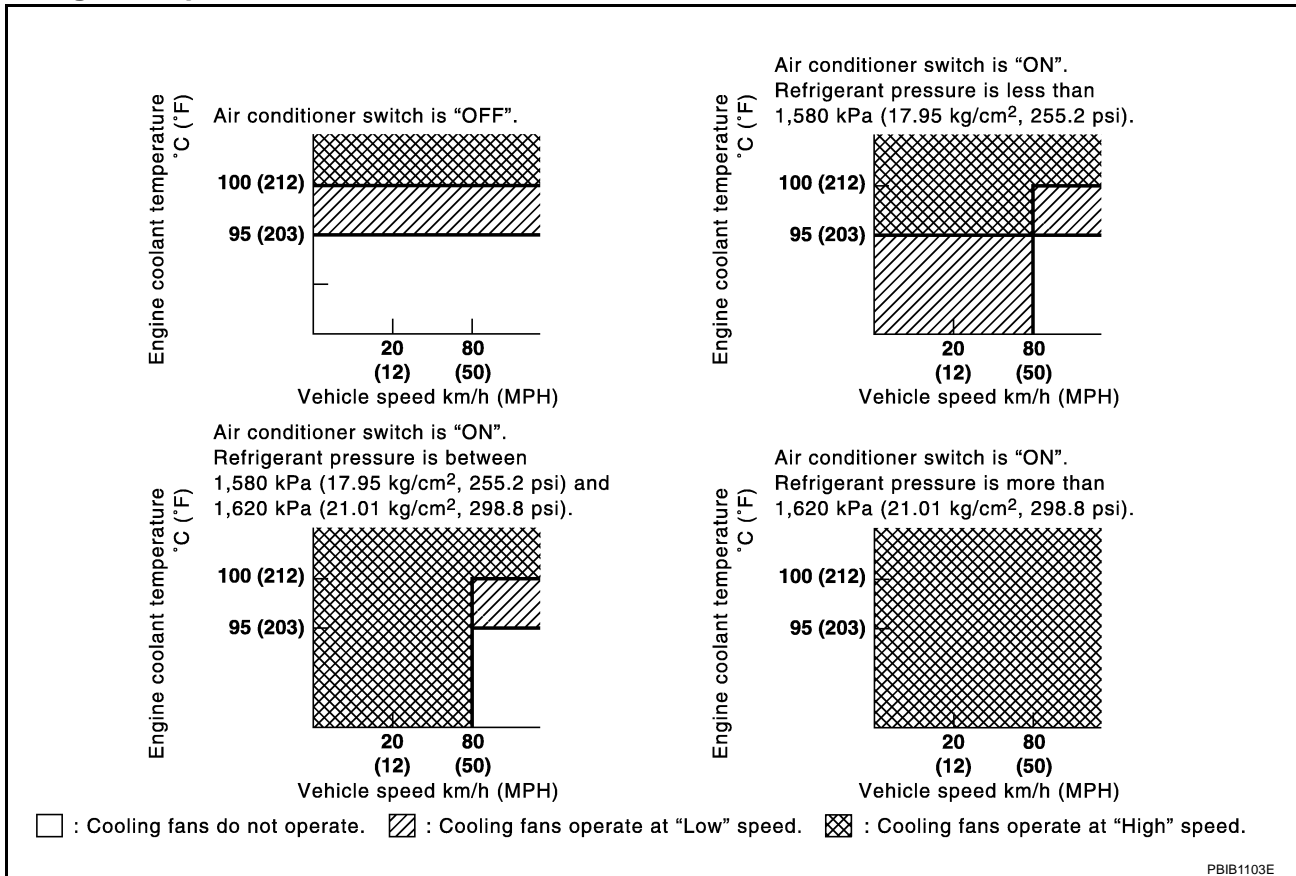 Air conditioner switch is “OFF”.
Engine coolant temperature
°C (°F)
100 (212)
95 (203)
20
(12)
80
(50)
Vehicle speed km/h (MPH)
Air conditioner switch is “ON”.
Refrigerant pressure is less than
1,580 kPa (17.95 kg/cm², 255.2 psi).
Engine coolant temperature
°C (°F)
100 (212)
95 (203)
20
(12)
80
(50)
Vehicle speed km/h (MPH)
Air conditioner switch is “ON”.
Refrigerant pressure is between
1,580 kPa (17.95 kg/cm², 255.2 psi) and
1,620 kPa (21.01 kg/cm², 298.8 psi).
Engine coolant temperature
°C (°F)
100 (212)
95 (203)
20
(12)
80
(50)
Vehicle speed km/h (MPH)
Air conditioner switch is “ON”.
Refrigerant pressure is more than
1,620 kPa (21.01 kg/cm², 298.8 psi).
Engine coolant temperature
°C (°F)
100 (212)
95 (203)
20
(12)
80
(50)
Vehicle speed km/h (MPH)
: Cooling fans do not operate. : Cooling fans operate at “Low” speed. : Cooling fans operate at “High” speed.
PBIB1103E